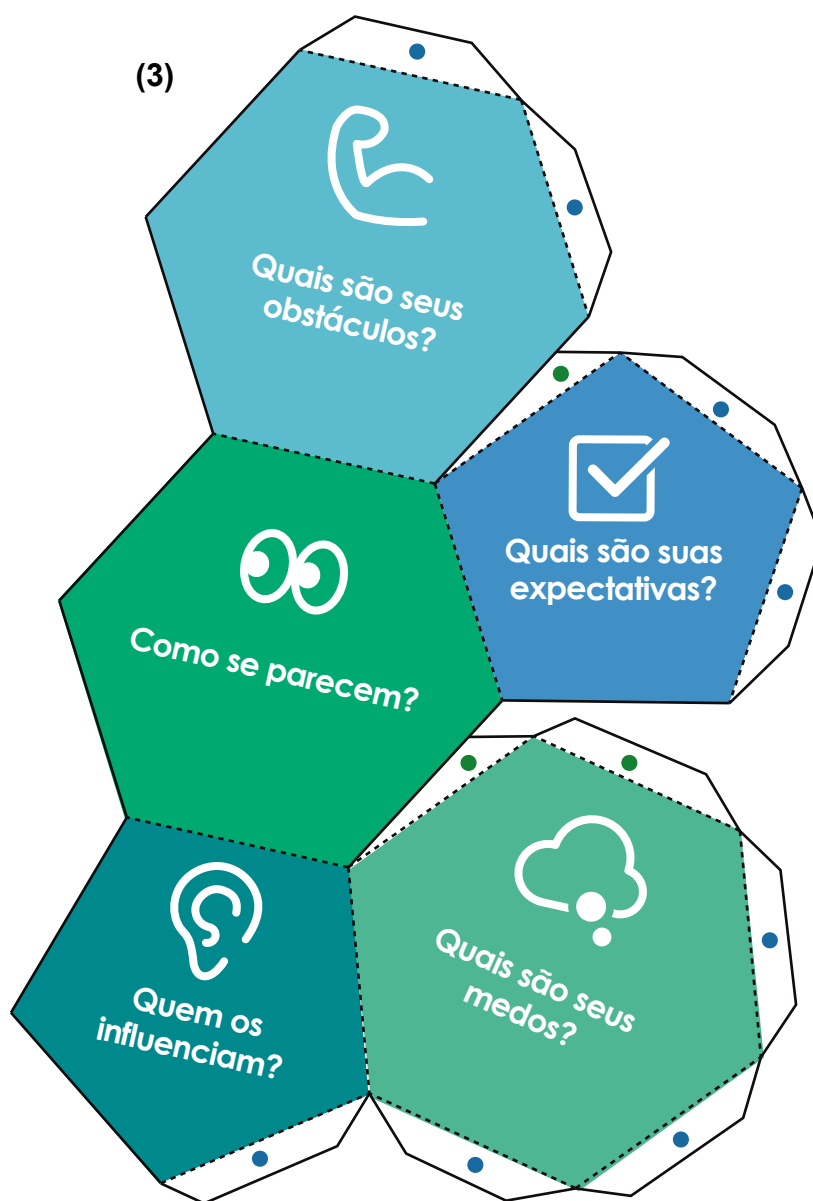 (3)
Quais são seus
obstáculos?
Quais são suas
expectativas?
Como se parecem?
Quais são seus
medos?
Quem os
influenciam?